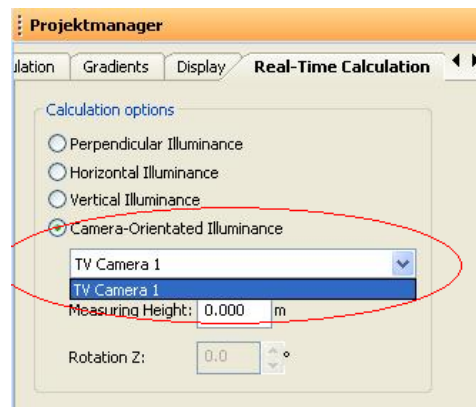 Projektmanager
ulation Gradients Display Real-Time Calculation
Calculation options
Perpendicular Illuminance
Horizontal Illuminance
Vertical Illuminance
Camera-Orientated Illuminance
TV Camera 1
TV Camera 1
Measuring Height: 0.000 m
Rotation Z: 0.0 °